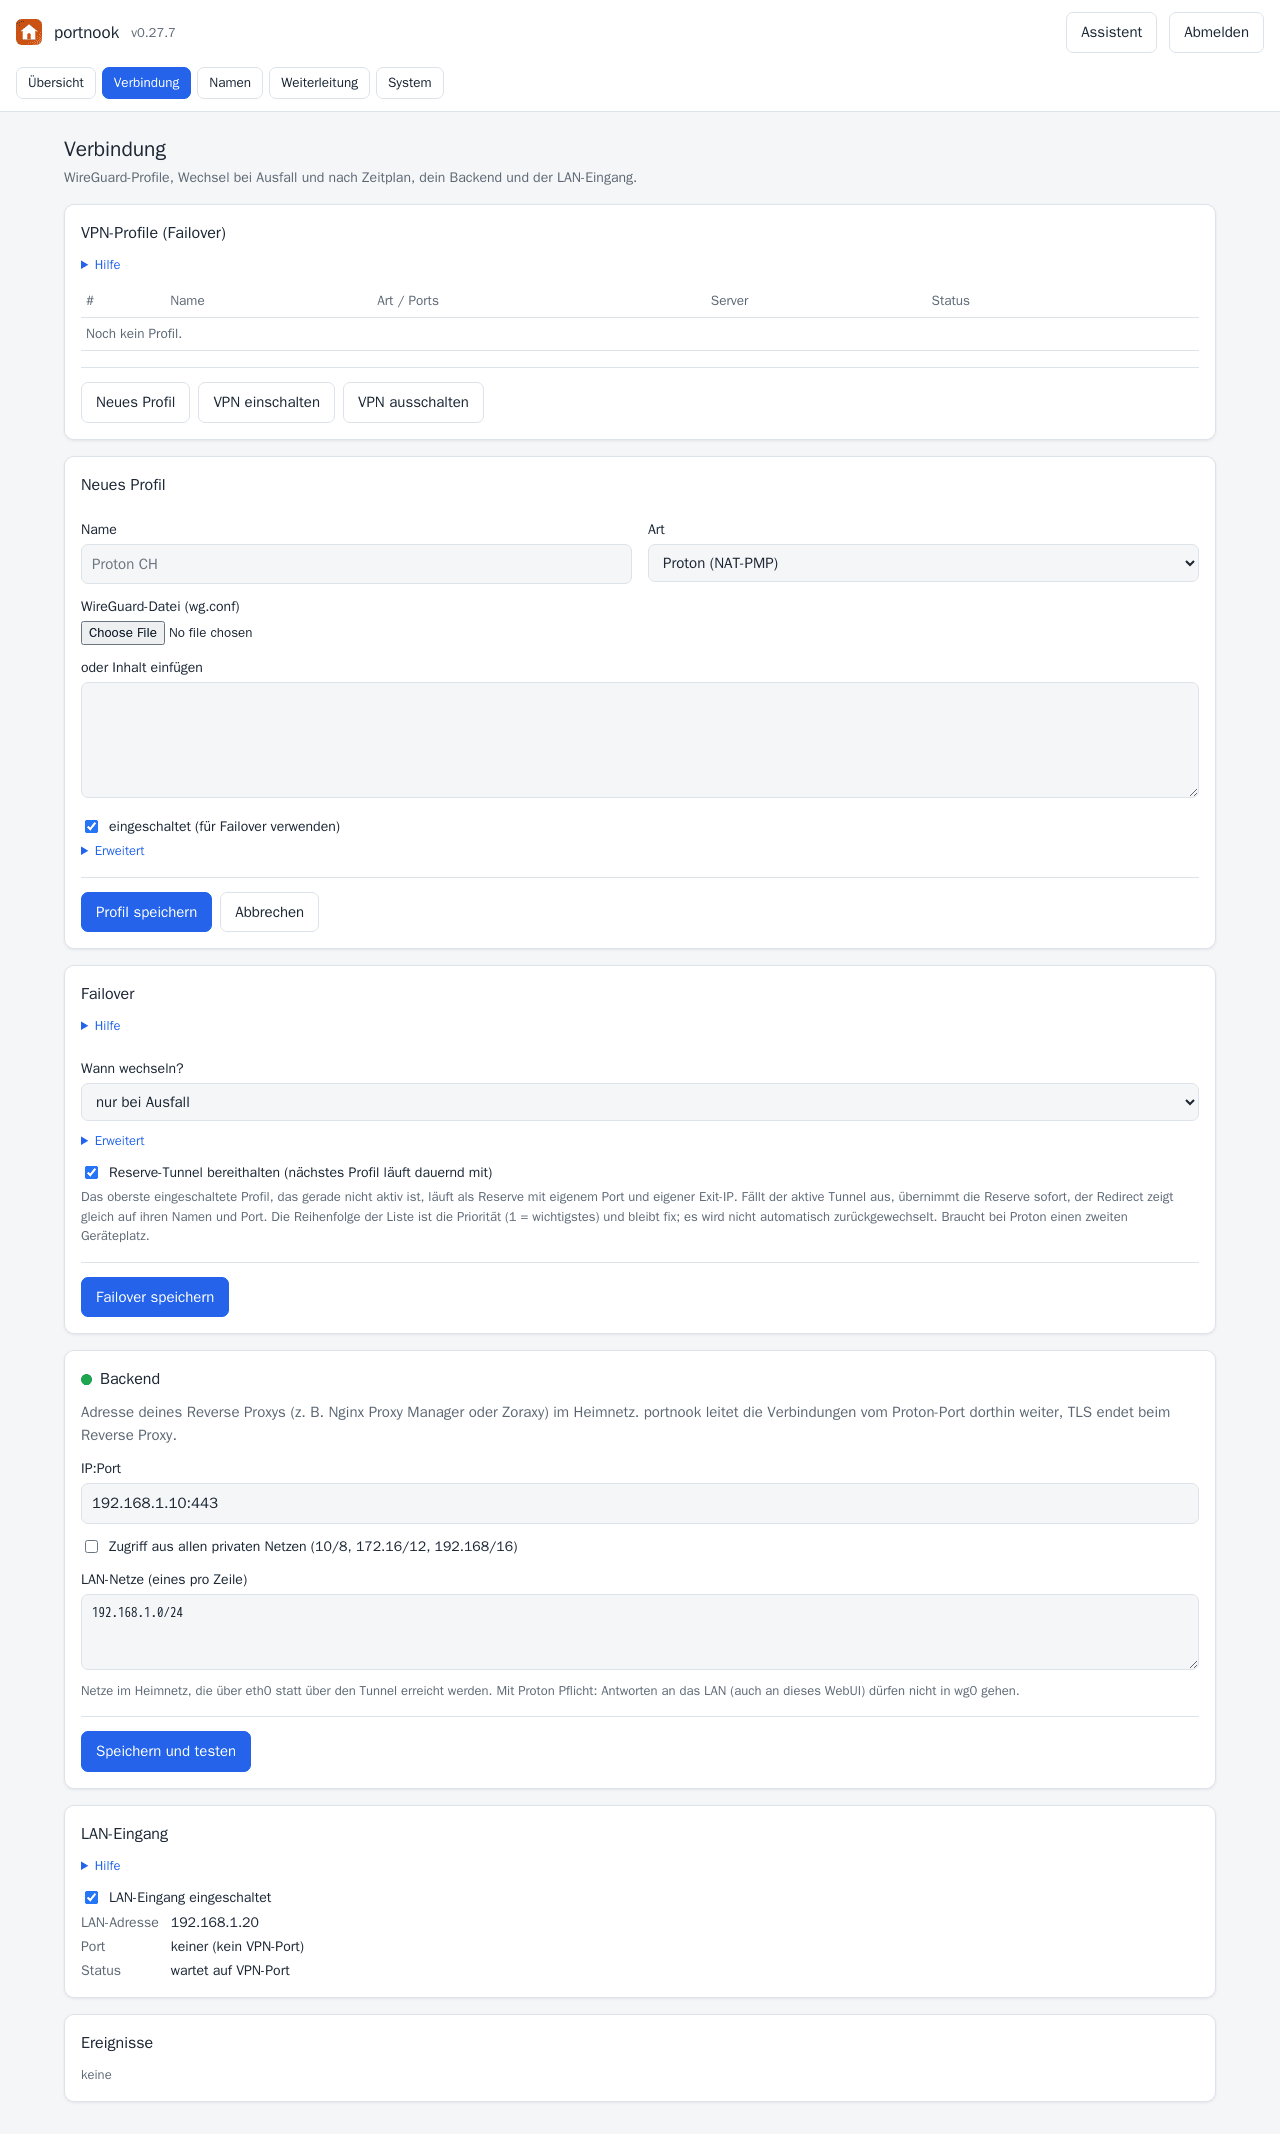 portnook v0.27.7
Assistent
Abmelden
Übersicht
Verbindung
Namen
Weiterleitung
System
Verbindung
WireGuard-Profile, Wechsel bei Ausfall und nach Zeitplan, dein Backend und der LAN-Eingang.
VPN-Profile (Failover)
Hilfe
# Name Art / Ports Server Status
Noch kein Profil.
Neues Profil
VPN einschalten
VPN ausschalten
Neues Profil
Name
Proton CH
Art
Proton (NAT-PMP)
WireGuard-Datei (wg.conf)
Choose File No file chosen
oder Inhalt einfügen
eingeschaltet (für Failover verwenden)
Erweitert
Profil speichern
Abbrechen
Failover
Hilfe
Wann wechseln?
nur bei Ausfall
Erweitert
Reserve-Tunnel bereithalten (nächstes Profil läuft dauernd mit)
Das oberste eingeschaltete Profil, das gerade nicht aktiv ist, läuft als Reserve mit eigenem Port und eigener Exit-IP. Fällt der aktive Tunnel aus, übernimmt die Reserve sofort, der Redirect zeigt
gleich auf ihren Namen und Port. Die Reihenfolge der Liste ist die Priorität (1 = wichtigstes) und bleibt fix; es wird nicht automatisch zurückgewechselt. Braucht bei Proton einen zweiten
Geräteplatz.
Failover speichern
Backend
Adresse deines Reverse Proxys (z. B. Nginx Proxy Manager oder Zoraxy) im Heimnetz. portnook leitet die Verbindungen vom Proton-Port dorthin weiter, TLS endet beim
Reverse Proxy.
IP:Port
192.168.1.10:443
Zugriff aus allen privaten Netzen (10/8, 172.16/12, 192.168/16)
LAN-Netze (eines pro Zeile)
192.168.1.0/24
Netze im Heimnetz, die über eth0 statt über den Tunnel erreicht werden. Mit Proton Pflicht: Antworten an das LAN (auch an dieses WebUI) dürfen nicht in wg0 gehen.
Speichern und testen
LAN-Eingang
Hilfe
LAN-Eingang eingeschaltet
LAN-Adresse 192.168.1.20
Port keiner (kein VPN-Port)
Status wartet auf VPN-Port
Ereignisse
keine